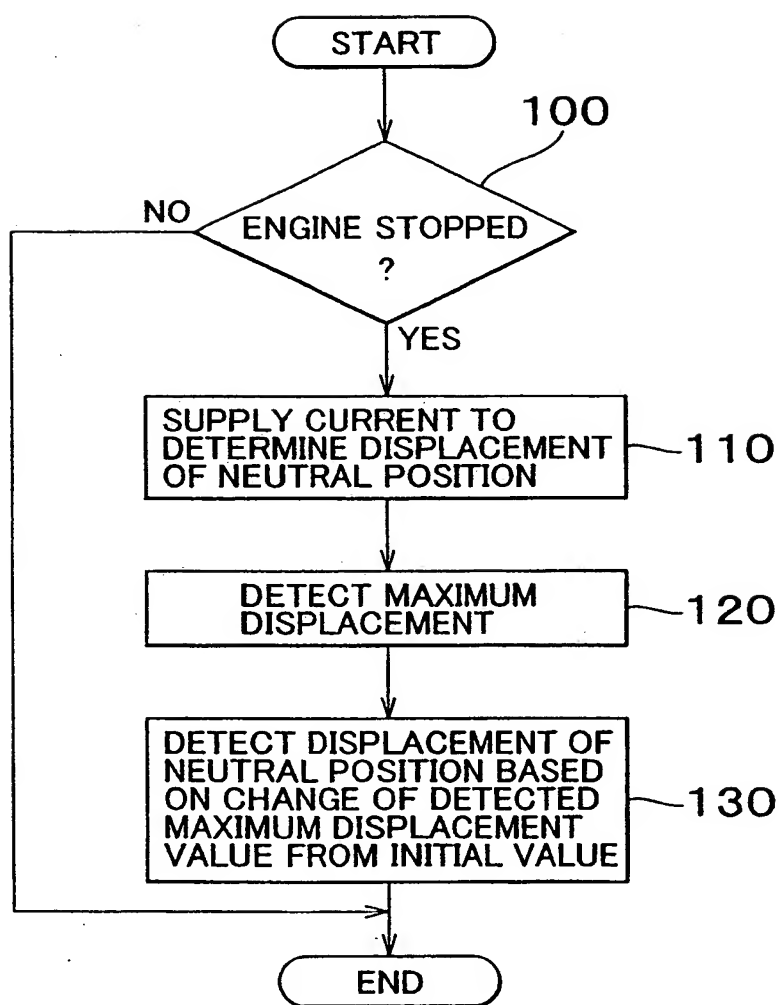 START
100
NO
ENGINE STOPPED
?
YES
SUPPLY CURRENT TO
DETERMINE DISPLACEMENT
OF NEUTRAL POSITION
110
DETECT MAXIMUM
DISPLACEMENT
120
DETECT DISPLACEMENT OF
NEUTRAL POSITION BASED
ON CHANGE OF DETECTED
MAXIMUM DISPLACEMENT
VALUE FROM INITIAL VALUE
130
END